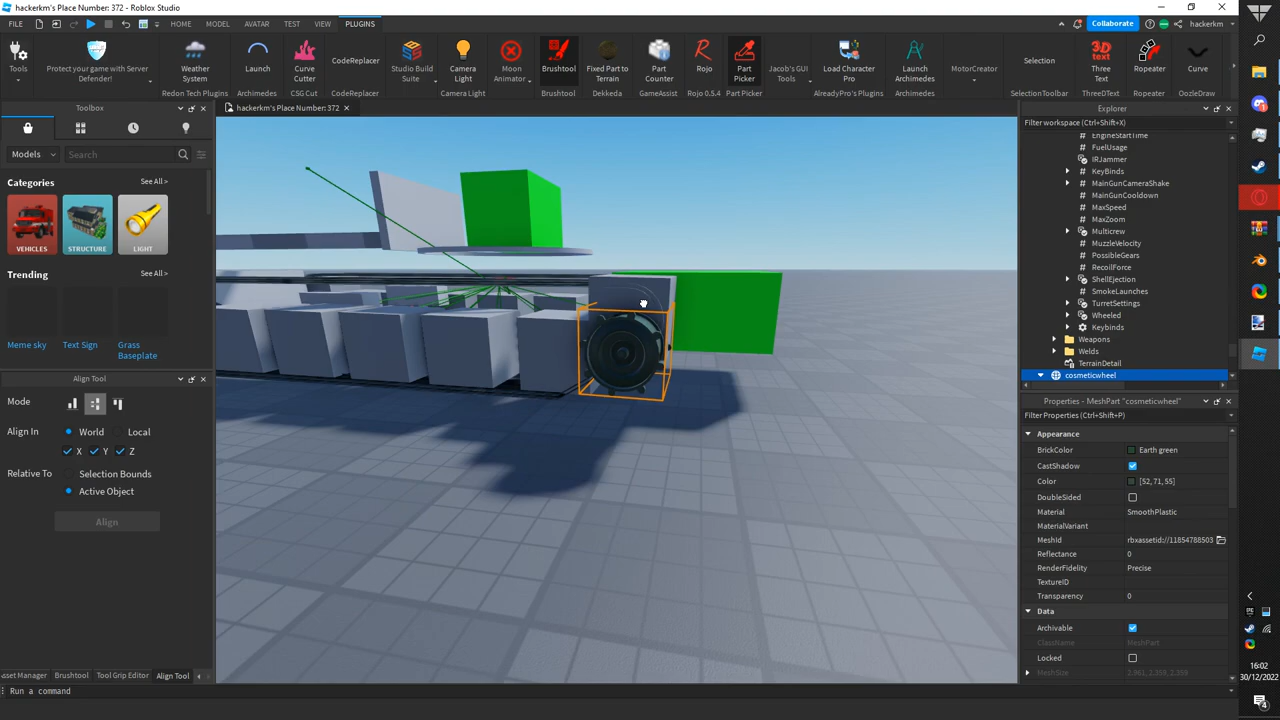 hackerkm's Place Number: 372 - Roblox Studio
FILE HOME MODEL AVATAR TEST VIEW PLUGINS Collaborate hackerkm
Tools Protect your game with Server Defender! Weather System Launch Curve Cutter CodeReplacer Studio Build Suite Camera Light Moon Animator Brushtool Fixed Part to Terrain Part Counter Rojo Part Picker Jacob's GUI Tools Load Character Pro Launch Archimedes MotorCreator Selection Three Text Repeater Curve
Redon Tech Plugins Archimedes CSG Cut CodeReplacer Camera Light Brushtool Dekkeda GameAssist Rojo 0.5.4 Part Picker AlreadyPro's Plugins Archimedes SelectionToolbar ThreeDText Repeater OozleDraw
Toolbox
hackerkm's Place Number: 372
Models Search
Categories See All >
VEHICLES STRUCTURE LIGHT
Trending See All >
Meme sky Text Sign Grass Baseplate
Align Tool
Mode
Align In World Local
X Y Z
Relative To Selection Bounds
Active Object
Align
Asset Manager Brushtool Tool Grip Editor Align Tool
Run a command
Explorer
Filter workspace (Ctrl+Shift+X)
EngineStartTime
FuelUsage
IRJammer
KeyBinds
MainGunCameraShake
MainGunCooldown
MaxSpeed
MaxZoom
Multicrew
MuzzleVelocity
PossibleGears
RecoilForce
ShellEjection
SmokeLaunches
TurretSettings
Wheeled
Keybinds
Weapons
Welds
TerrainDetail
cosmeticwheel
Properties - MeshPart "cosmeticwheel"
Filter Properties (Ctrl+Shift+P)
Appearance
BrickColor Earth green
CastShadow
Color [52, 71, 55]
DoubleSided
Material SmoothPlastic
MaterialVariant
MeshId rbxassetid://11854788503
Reflectance 0
RenderFidelity Precise
TextureID
Transparency 0
Data
Archivable
ClassName MeshPart
Locked
MeshSize 2.961, 2.959, 2.359
16:02
30/12/2022